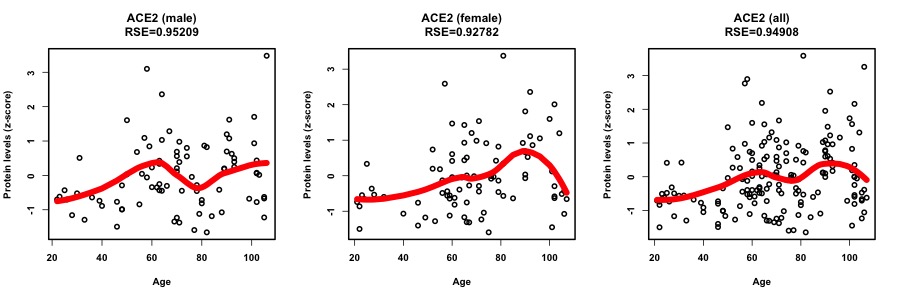 ACE2 (male)
RSE=0.95209
Protein levels (z-score)
3
2
1
0
-1
20 40 60 80 100
Age
ACE2 (female)
RSE=0.92782
Protein levels (z-score)
3
2
1
0
-1
20 40 60 80 100
Age
ACE2 (all)
RSE=0.94908
Protein levels (z-score)
3
2
1
0
-1
20 40 60 80 100
Age